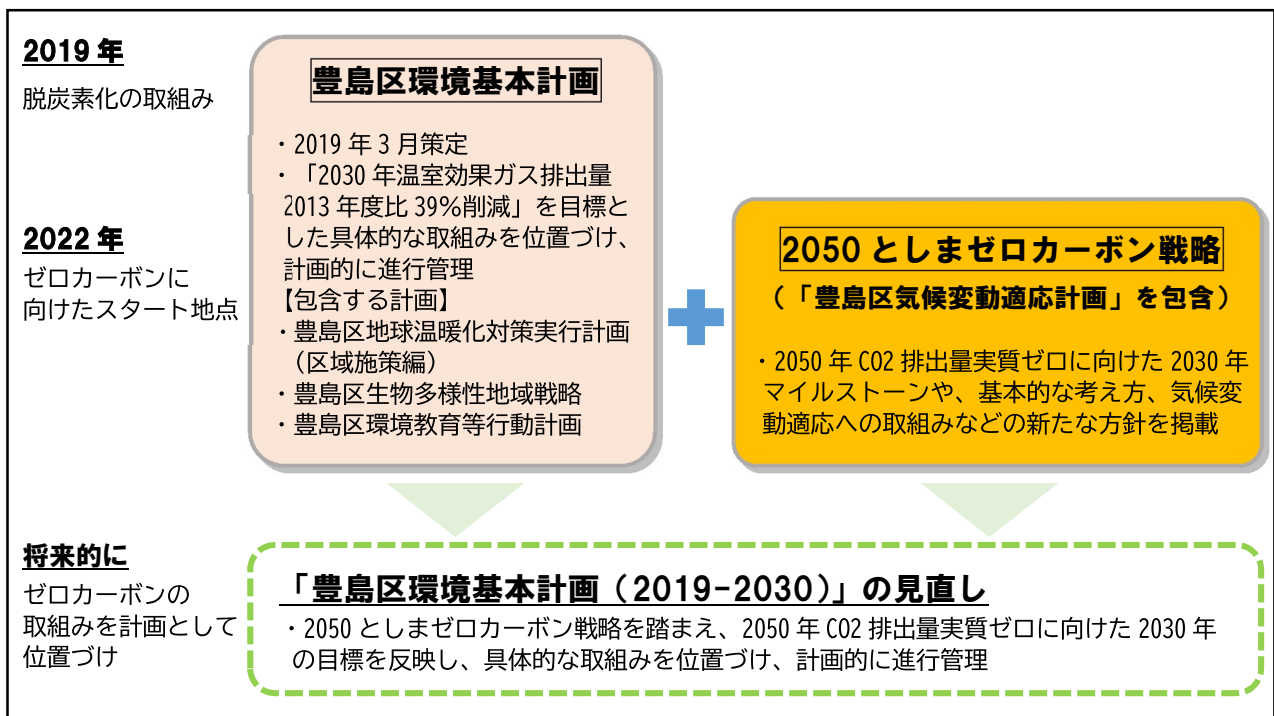 2019年
脱炭素化の取組み
豊島区環境基本計画
・2019年3月策定
・「2030年温室効果ガス排出量
2013年度比39%削減」を目標と
した具体的な取組みを位置づけ、
計画的に進行管理
【包含する計画】
・豊島区地球温暖化対策実行計画
（区域施策編）
・豊島区生物多様性地域戦略
・豊島区環境教育等行動計画
2022年
ゼロカーボンに
向けたスタート地点
2050としまゼロカーボン戦略
（「豊島区気候変動適応計画」を包含）
・2050年CO2排出量実質ゼロに向けた2030年
マイルストーンや、基本的な考え方、気候変
動適応への取組みなどの新たな方針を掲載
将来的に
ゼロカーボンの
取組みを計画として
位置づけ
「豊島区環境基本計画（2019-2030）」の見直し
・2050としまゼロカーボン戦略を踏まえ、2050年CO2排出量実質ゼロに向けた2030年
の目標を反映し、具体的な取組みを位置づけ、計画的に進行管理